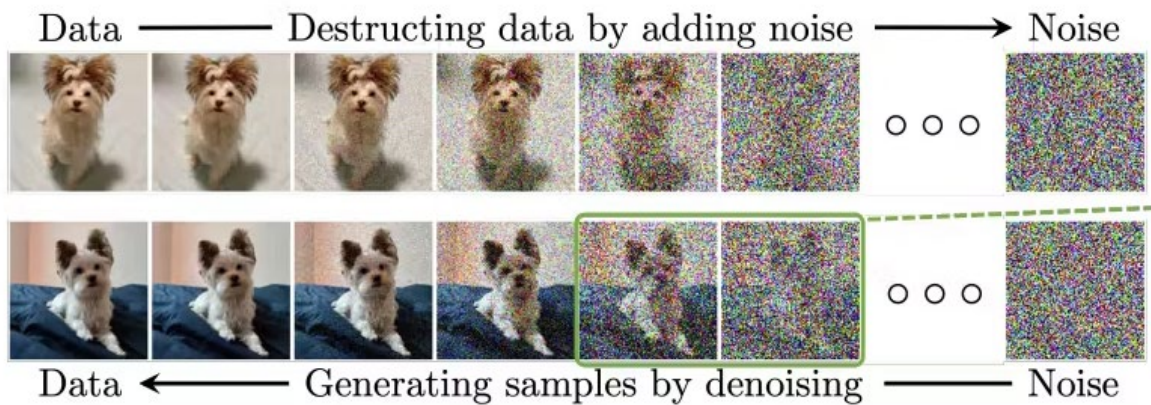 Data Destructing data by adding noise Noise
Data Generating samples by denoising Noise